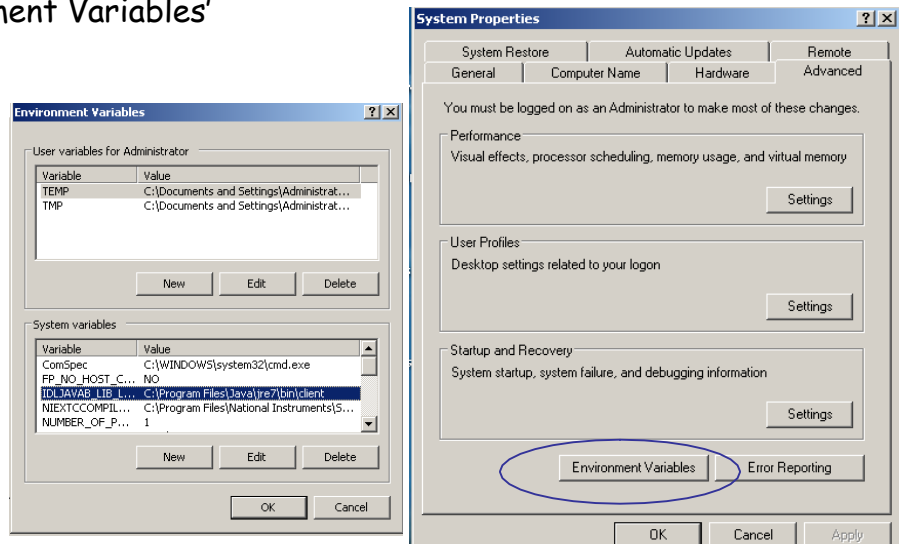 ment Variables’
Environment Variables
User variables for Administrator
Variable Value
TEMP C:\Documents and Settings\Administrat...
TMP C:\Documents and Settings\Administrat...
New Edit Delete
System variables
Variable Value
ComSpec C:\WINDOWS\system32\cmd.exe
FP_NO_HOST_C... NO
IDLJAVAB_LIB_L... C:\Program Files\Java\jre7\bin\client
NIEXTCCOMPIL... C:\Program Files\National Instruments\S...
NUMBER_OF_P... 1
New Edit Delete
OK Cancel
System Properties
System Restore Automatic Updates Remote
General Computer Name Hardware Advanced
You must be logged on as an Administrator to make most of these changes.
Performance
Visual effects, processor scheduling, memory usage, and virtual memory
Settings
User Profiles
Desktop settings related to your logon
Settings
Startup and Recovery
System startup, system failure, and debugging information
Settings
Environment Variables Error Reporting
OK Cancel Apply